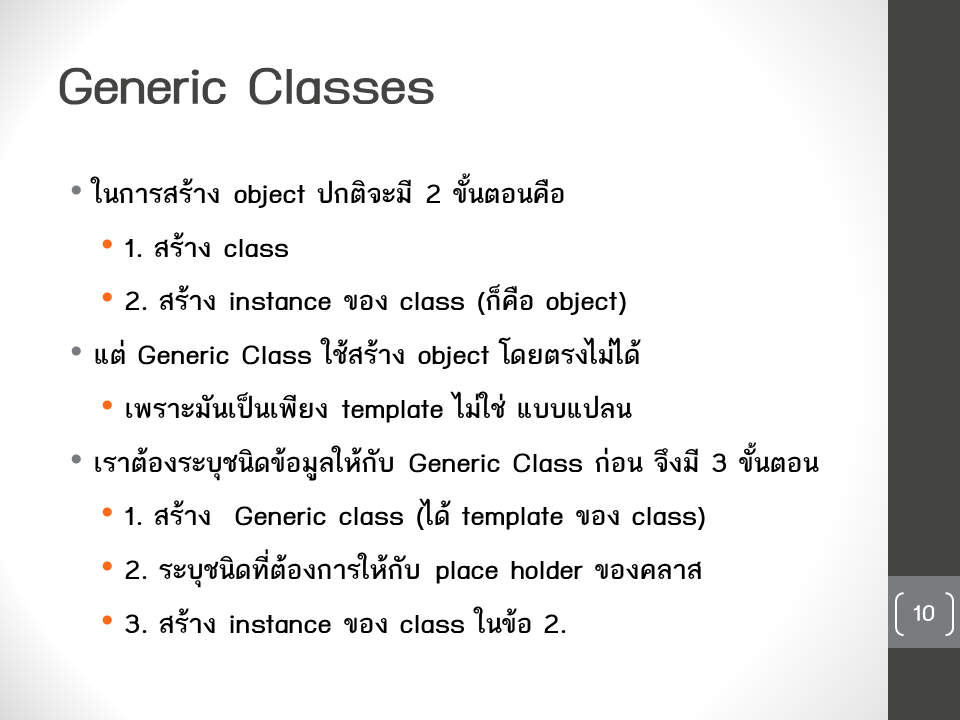 Generic Classes
• ในการสร้าง object ปกติจะมี 2 ขั้นตอนคือ
• 1. สร้าง class
• 2. สร้าง instance ของ class (ก็คือ object)
• แต่ Generic Class ใช้สร้าง object โดยตรงไม่ได้
• เพราะมันเป็นเพียง template ไม่ใช่ แบบแปลน
• เราต้องระบุชนิดข้อมูลให้กับ Generic Class ก่อน จึงมี 3 ขั้นตอน
• 1. สร้าง Generic class (ได้ template ของ class)
• 2. ระบุชนิดที่ต้องการให้กับ place holder ของคลาส
• 3. สร้าง instance ของ class ในข้อ 2.
10